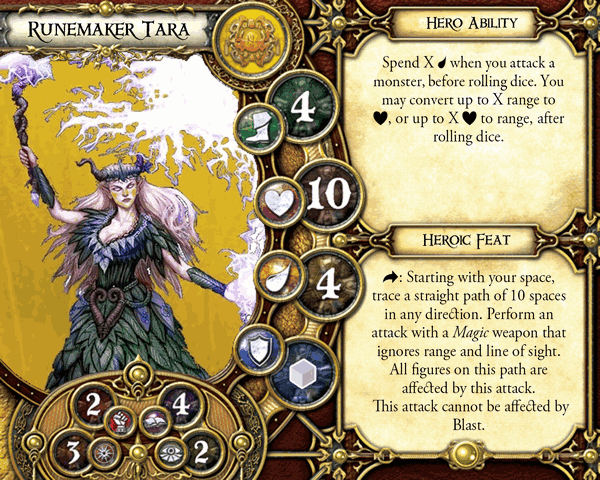 Runemaker Tara
4
10
4
2
4
3
2
Hero Ability
Spend X when you attack a
monster, before rolling dice. You
may convert up to X range to
, or up to X to range, after
rolling dice.
Heroic Feat
: Starting with your space,
trace a straight path of 10 spaces
in any direction. Perform an
attack with a Magic weapon that
ignores range and line of sight.
All figures on this path are
affected by this attack.
This attack cannot be affected by
Blast.